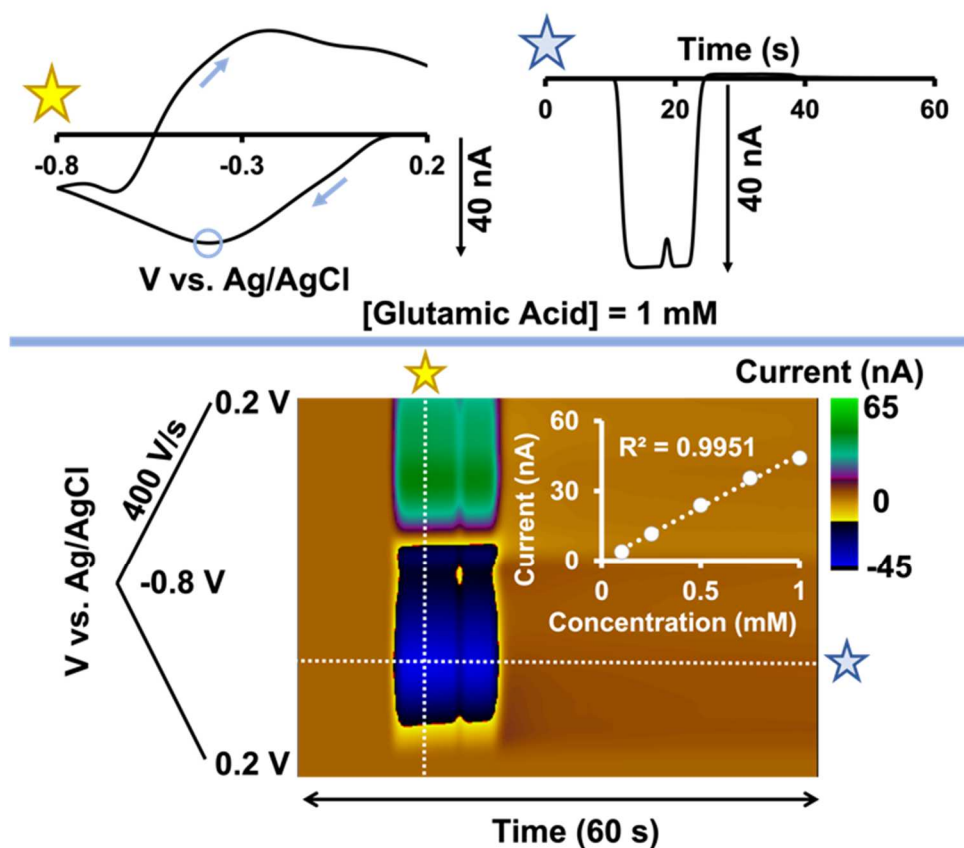 Time (s)
-0.8
-0.3
0.2
40 nA
V vs. Ag/AgCl
0
20
40
60
40 nA
[Glutamic Acid] = 1 mM
V vs. Ag/AgCl
0.2 V
400 V/s
-0.8 V
0.2 V
Current (nA)
65
0
-45
Current (nA)
60
30
0
R² = 0.9951
0
0.5
1
Concentration (mM)
Time (60 s)